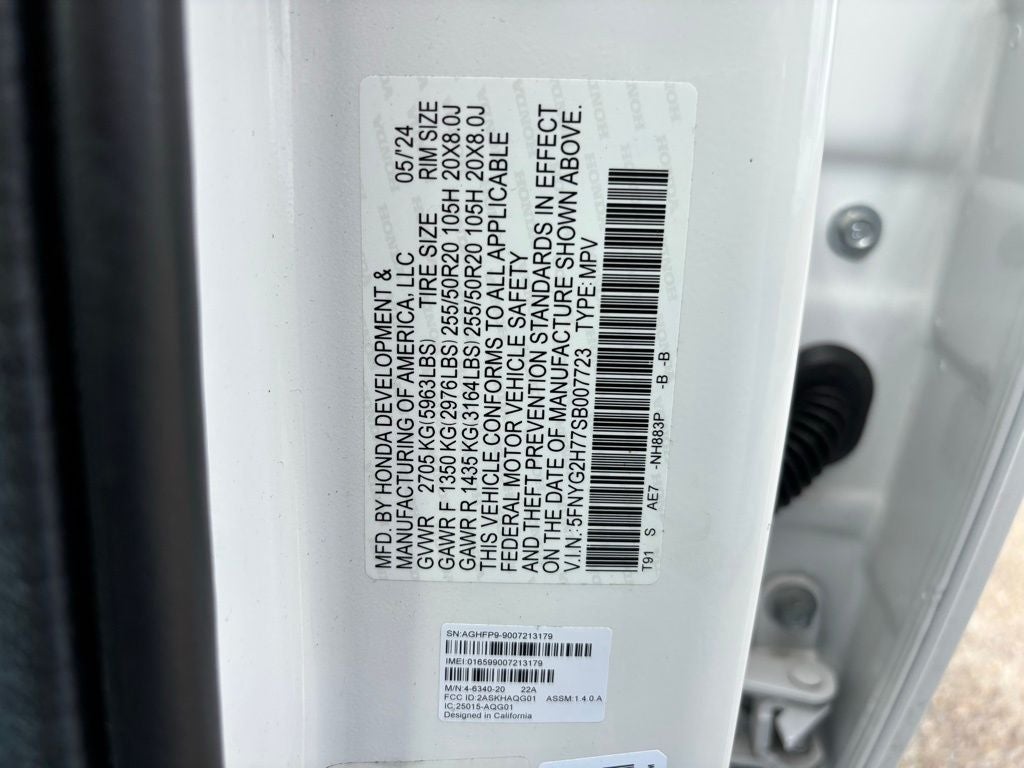 MFD. BY HONDA DEVELOPMENT &
MANUFACTURING OF AMERICA, LLC 05/'24
GVWR 2705 KG(5963LBS) TIRE SIZE RIM SIZE
GAWR F 1350 KG(2976LBS) 255/50R20 105H 20X8.0J
GAWR R 1435 KG(3164LBS) 255/50R20 105H 20X8.0J
THIS VEHICLE CONFORMS TO ALL APPLICABLE
FEDERAL MOTOR VEHICLE SAFETY
AND THEFT PREVENTION STANDARDS IN EFFECT
ON THE DATE OF MANUFACTURE SHOWN ABOVE.
V.I.N.:5FNYG2H77SB007723 TYPE:MPV
T91 S AE7 -NH883P -B -B
SN:AGHFP9-9007213179
IMEI:016599007213179
M/N:4-6340-20 22A
FCC ID:2ASKHAQG01 ASSM:1.4.0.A
IC:25015-AQG01
Designed in California